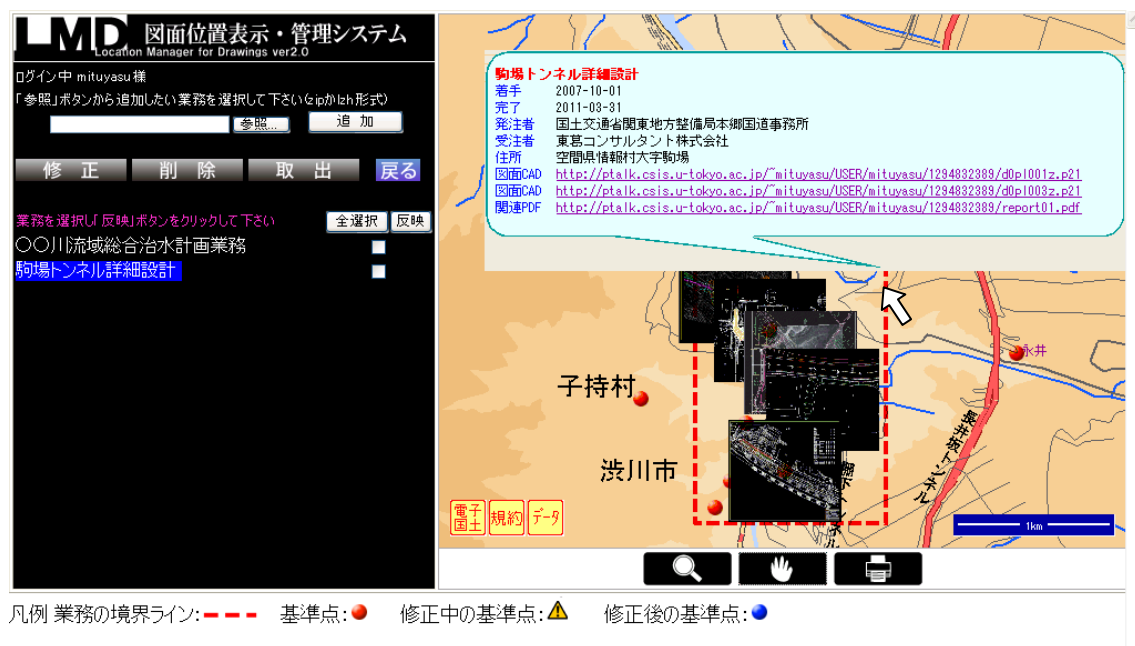 LMD 図面位置表示・管理システム
Location Manager for Drawings ver2.0
ログイン中 mituyasu様
「参照」ボタンから追加したい業務を選択して下さい(zipかlzh形式)
参照... 追 加
修 正 削 除 取 出 戻る
業務を選択し「反映」ボタンをクリックして下さい 全選択 反映
〇〇川流域総合治水計画業務
駒場トンネル詳細設計
駒場トンネル詳細設計
着手 2007-10-01
完了 2011-03-31
発注者 国土交通省関東地方整備局本郷国道事務所
受注者 東葛コンサルタント株式会社
住所 空間県情報村大字駒場
図面CAD http://ptalk.csis.u-tokyo.ac.jp/~mituyasu/USER/mituyasu/1294832389/d0pl001z.p21
図面CAD http://ptalk.csis.u-tokyo.ac.jp/~mituyasu/USER/mituyasu/1294832389/d0pl003z.p21
関連PDF http://ptalk.csis.u-tokyo.ac.jp/~mituyasu/USER/mituyasu/1294832389/report01.pdf
永井
子持村
長井坂トンネル
渋川市
電子国土 規約 データ
1km
凡例 業務の境界ライン: 基準点: 修正中の基準点: 修正後の基準点: